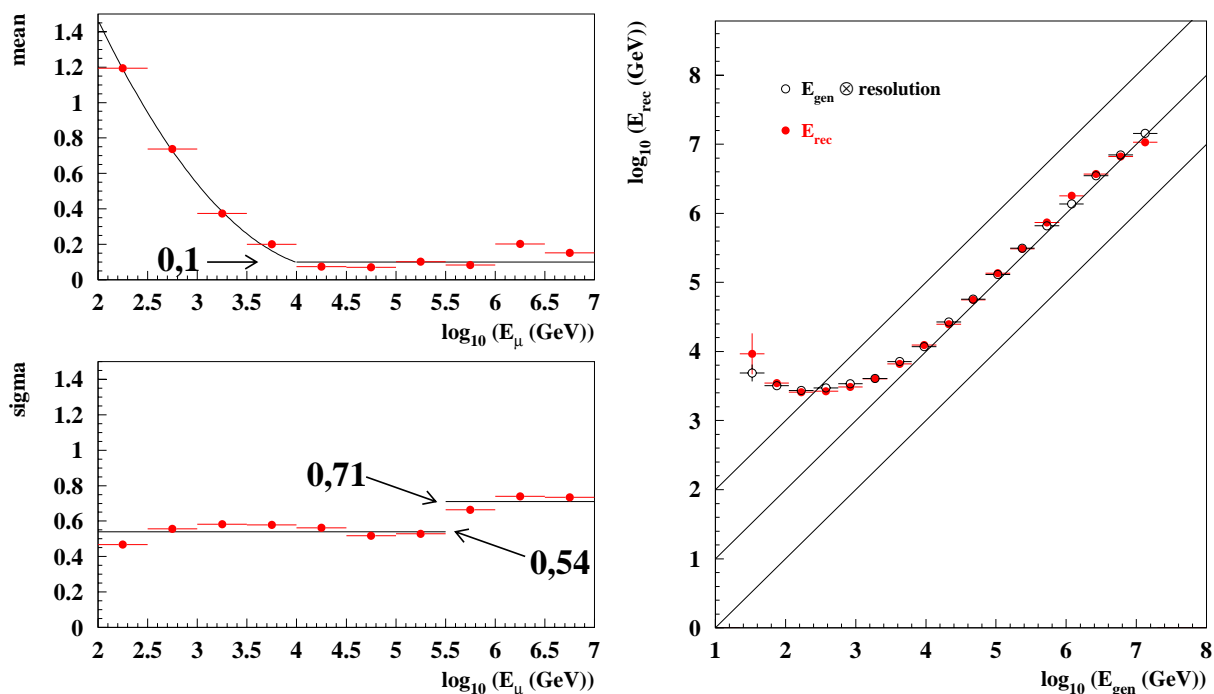 mean
1.4
1.2
1
0.8
0.6
0.4
0.2
0
0,1
2 2.5 3 3.5 4 4.5 5 5.5 6 6.5 7
log10 (Eμ (GeV))
sigma
1.4
1.2
1
0.8
0.6
0.4
0.2
0
0,71
0,54
2 2.5 3 3.5 4 4.5 5 5.5 6 6.5 7
log10 (Eμ (GeV))
log10 (Erec (GeV))
8
7
6
5
4
3
2
1
0
Egen ⊗ resolution
Erec
1 2 3 4 5 6 7 8
log10 (Egen (GeV))